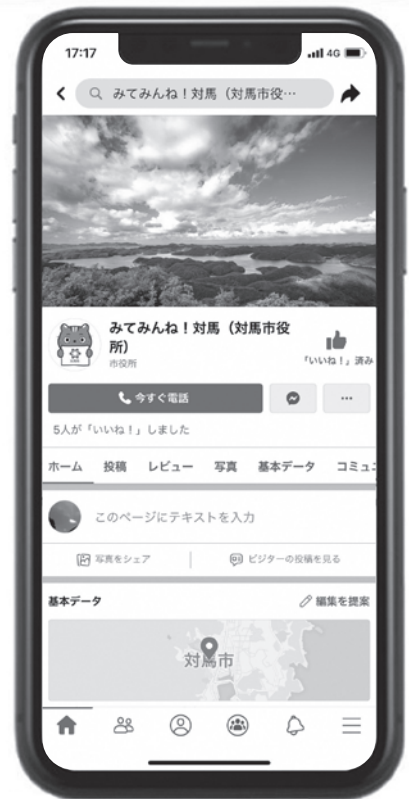 17:17
4G
みてみんね！対馬（対馬市役…
みてみんね！対馬（対馬市役
所）
市役所
「いいね！」済み
今すぐ電話
5人が「いいね！」しました
ホーム 投稿 レビュー 写真 基本データ コミュニ
このページにテキストを入力
写真をシェア
ビジターの投稿を見る
基本データ
編集を提案
対馬市